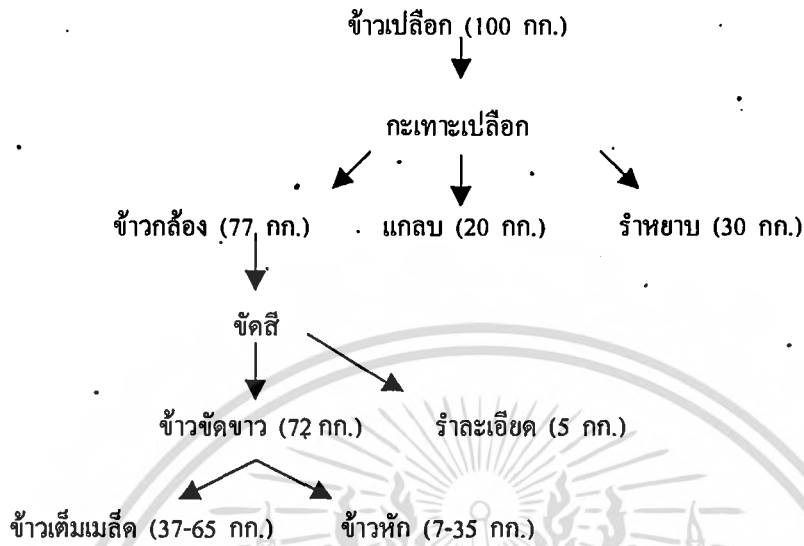 ข้าวเปลือก (100 กก.)
กะเทาะเปลือก
ข้าวกล้อง (77 กก.) แกลบ (20 กก.) รำหยาบ (30 กก.)
ขัดสี
ข้าวขัดขาว (72 กก.) รำละเอียด (5 กก.)
ข้าวเต็มเมล็ด (37-65 กก.) ข้าวหัก (7-35 กก.)